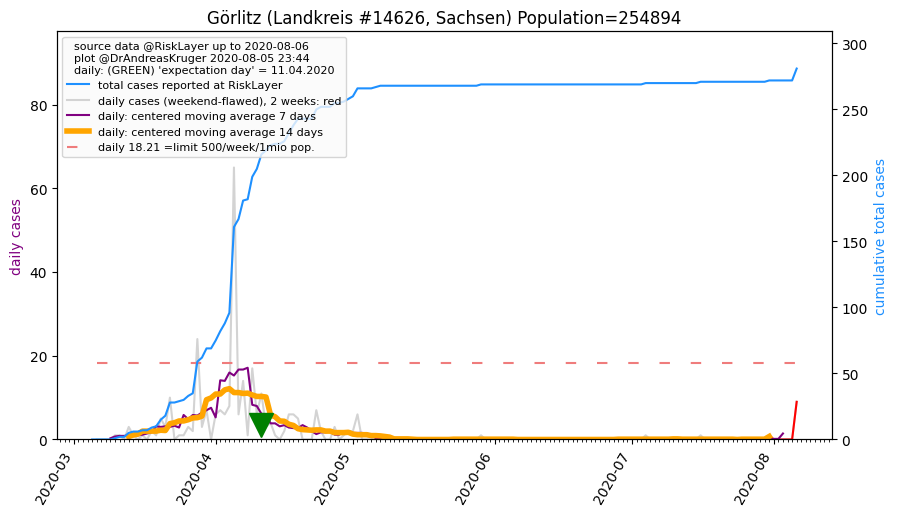 Görlitz (Landkreis #14626, Sachsen) Population=254894
source data @RiskLayer up to 2020-08-06
plot @DrAndreasKruger 2020-08-05 23:44
daily: (GREEN) 'expectation day' = 11.04.2020
total cases reported at RiskLayer
daily cases (weekend-flawed), 2 weeks: red
daily: centered moving average 7 days
daily: centered moving average 14 days
daily 18.21 =limit 500/week/1mio pop.
daily cases
80
60
40
20
0
cumulative total cases
300
250
200
150
100
50
0
2020-03
2020-04
2020-05
2020-06
2020-07
2020-08